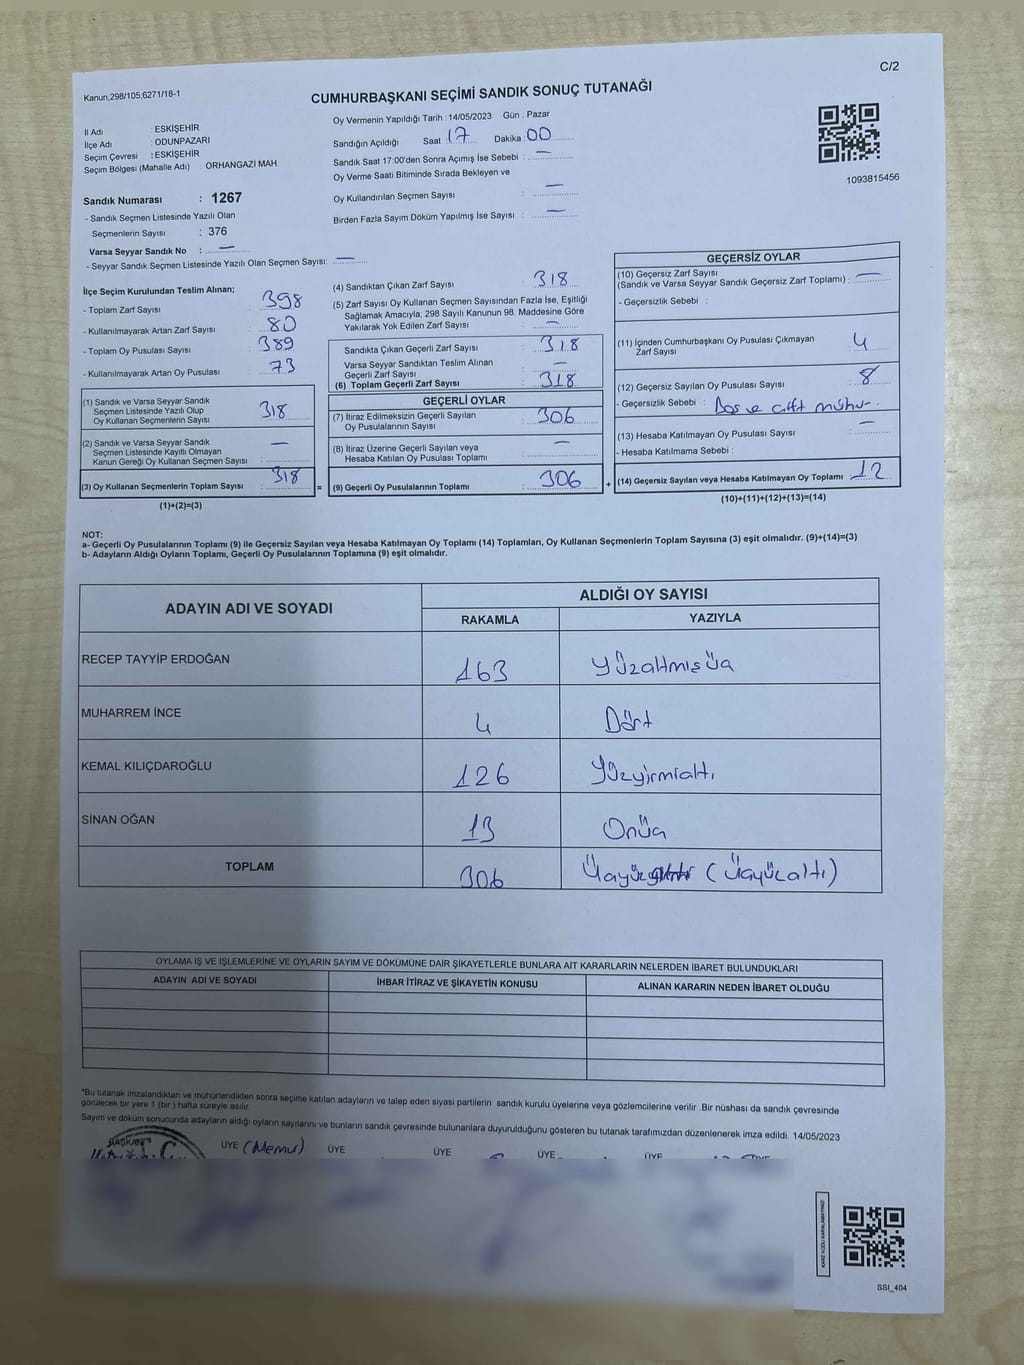 C/2
Kanun,298/105;6271/18-1
CUMHURBAŞKANI SEÇİMİ SANDIK SONUÇ TUTANAĞI
İl Adı : ESKİŞEHİR
İlçe Adı : ODUNPAZARI
Seçim Çevresi : ESKİŞEHİR
Seçim Bölgesi (Mahalle Adı) : ORHANGAZİ MAH.
Oy Vermenin Yapıldığı Tarih : 14/05/2023 Gün : Pazar
Sandığın Açıldığı Saat 17 Dakika : 00
Sandık Saat 17:00'den Sonra Açımış İse Sebebi : —
Oy Verme Saati Bitiminde Sırada Bekleyen ve
Oy Kullandırılan Seçmen Sayısı : —
Birden Fazla Sayım Döküm Yapılmış İse Sayısı : —
1093815456
Sandık Numarası : 1267
- Sandık Seçmen Listesinde Yazılı Olan
Seçmenlerin Sayısı : 376
Varsa Seyyar Sandık No : —
- Seyyar Sandık Seçmen Listesinde Yazılı Olan Seçmen Sayısı: —
İlçe Seçim Kurulundan Teslim Alınan;
- Toplam Zarf Sayısı : 398
- Kullanılmayarak Artan Zarf Sayısı : 80
- Toplam Oy Pusulası Sayısı : 389
- Kullanılmayarak Artan Oy Pusulası : 73
(1) Sandık ve Varsa Seyyar Sandık
Seçmen Listesinde Yazılı Olup
Oy Kullanan Seçmenlerin Sayısı : 318
(2) Sandık ve Varsa Seyyar Sandık
Seçmen Listesinde Kayıtlı Olmayan
Kanun Gereği Oy Kullanan Seçmen Sayısı : —
(3) Oy Kullanan Seçmenlerin Toplam Sayısı : 318
(1)+(2)=(3)
(4) Sandıktan Çıkan Zarf Sayısı : 318
(5) Zarf Sayısı Oy Kullanan Seçmen Sayısından Fazla İse, Eşitliği
Sağlamak Amacıyla; 298 Sayılı Kanunun 98. Maddesine Göre
Yakılarak Yok Edilen Zarf Sayısı : —
Sandıkta Çıkan Geçerli Zarf Sayısı : 318
Varsa Seyyar Sandıktan Teslim Alınan
Geçerli Zarf Sayısı : —
(6) Toplam Geçerli Zarf Sayısı : 318
=
GEÇERLİ OYLAR
(7) İtiraz Edilmeksizin Geçerli Sayılan
Oy Pusulalarının Sayısı : 306
(8) İtiraz Üzerine Geçerli Sayılan veya
Hesaba Katılan Oy Pusulası Toplamı : —
(9) Geçerli Oy Pusulalarının Toplamı : 306
+
GEÇERSİZ OYLAR
(10) Geçersiz Zarf Sayısı
(Sandık ve Varsa Seyyar Sandık Geçersiz Zarf Toplamı) : —
- Geçersizlik Sebebi :
(11) İçinden Cumhurbaşkanı Oy Pusulası Çıkmayan
Zarf Sayısı : 4
(12) Geçersiz Sayılan Oy Pusulası Sayısı : 8
- Geçersizlik Sebebi : Boş ve çift mühür.
(13) Hesaba Katılmayan Oy Pusulası Sayısı : —
- Hesaba Katılmama Sebebi :
(14) Geçersiz Sayılan veya Hesaba Katılmayan Oy Toplamı 12
(10)+(11)+(12)+(13)=(14)
NOT:
a- Geçerli Oy Pusulalarının Toplamı (9) ile Geçersiz Sayılan veya Hesaba Katılmayan Oy Toplamı (14) Toplamları, Oy Kullanan Seçmenlerin Toplam Sayısına (3) eşit olmalıdır. (9)+(14)=(3)
b- Adayların Aldığı Oyların Toplamı, Geçerli Oy Pusulalarının Toplamına (9) eşit olmalıdır.
ADAYIN ADI VE SOYADI
ALDIĞI OY SAYISI
RAKAMLA YAZIYLA
RECEP TAYYİP ERDOĞAN 163 Yüzaltmışüç
MUHARREM İNCE 4 Dört
KEMAL KILIÇDAROĞLU 126 Yüzyirmialtı
SİNAN OĞAN 13 Onüç
TOPLAM 306 Üçyüz (Üçyüzaltı)
OYLAMA İŞ VE İŞLEMLERİNE VE OYLARIN SAYIM VE DÖKÜMÜNE DAİR ŞİKAYETLERLE BUNLARA AİT KARARLARIN NELERDEN İBARET BULUNDUKLARI
ADAYIN ADI VE SOYADI İHBAR İTİRAZ VE ŞİKAYETİN KONUSU ALINAN KARARIN NEDEN İBARET OLDUĞU
*Bu tutanak imzalandıktan ve mühürlendikten sonra seçime katılan adayların ve talep eden siyasi partilerin sandık kurulu üyelerine veya gözlemcilerine verilir .Bir nüshası da sandık çevresinde
görülecek bir yere 1 (bir ) hafta süreyle asılır.
Sayım ve döküm sonucunda adayların aldığı oyların sayılarını ve bunların sandık çevresinde bulunanlara duyurulduğunu gösteren bu tutanak tarafımızdan düzenlenerek imza edildi. 14/05/2023
BAŞKAN ÜYE (Memu) ÜYE ÜYE ÜYE ÜYE ÜYE
KARE KODU KARALAMAYINIZ!
SSI_404